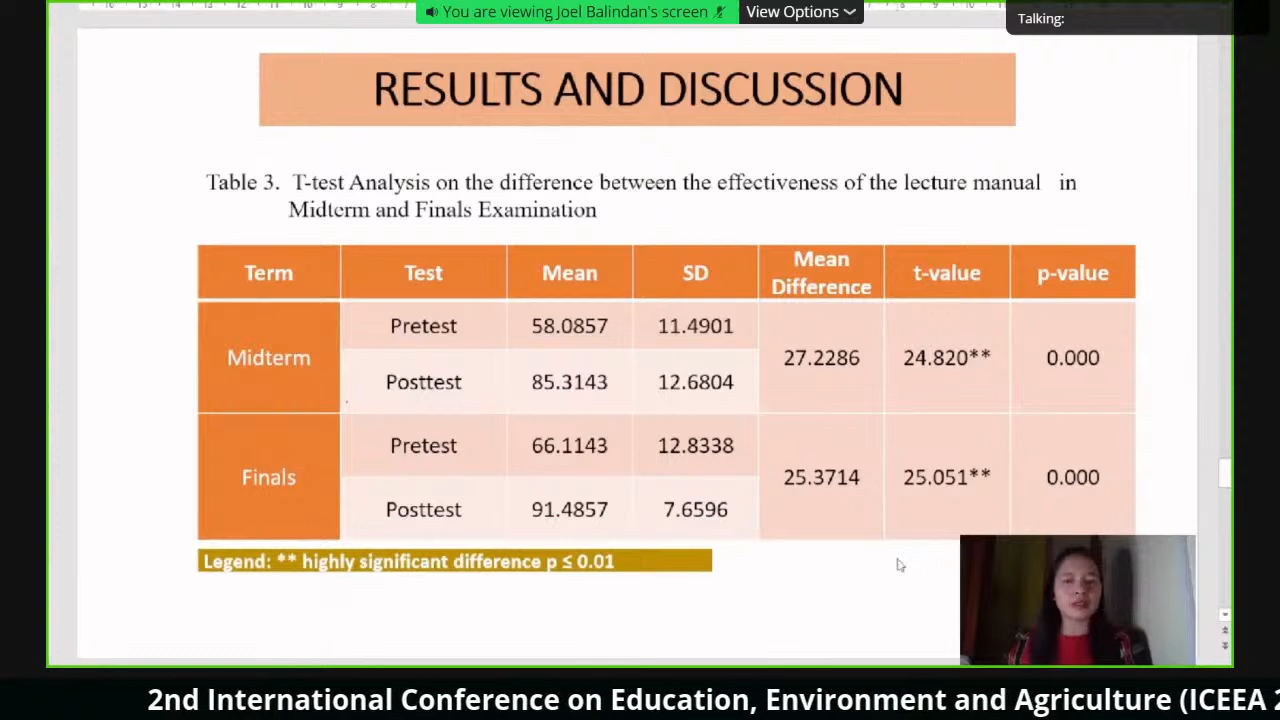 You are viewing Joel Balindan's screen
View Options
Talking:
RESULTS AND DISCUSSION
Table 3. T-test Analysis on the difference between the effectiveness of the lecture manual in
Midterm and Finals Examination
Term Test Mean SD Mean Difference t-value p-value
Midterm Pretest 58.0857 11.4901 27.2286 24.820** 0.000
Posttest 85.3143 12.6804
Finals Pretest 66.1143 12.8338 25.3714 25.051** 0.000
Posttest 91.4857 7.6596
Legend: ** highly significant difference p ≤ 0.01
2nd International Conference on Education, Environment and Agriculture (ICEEA 2